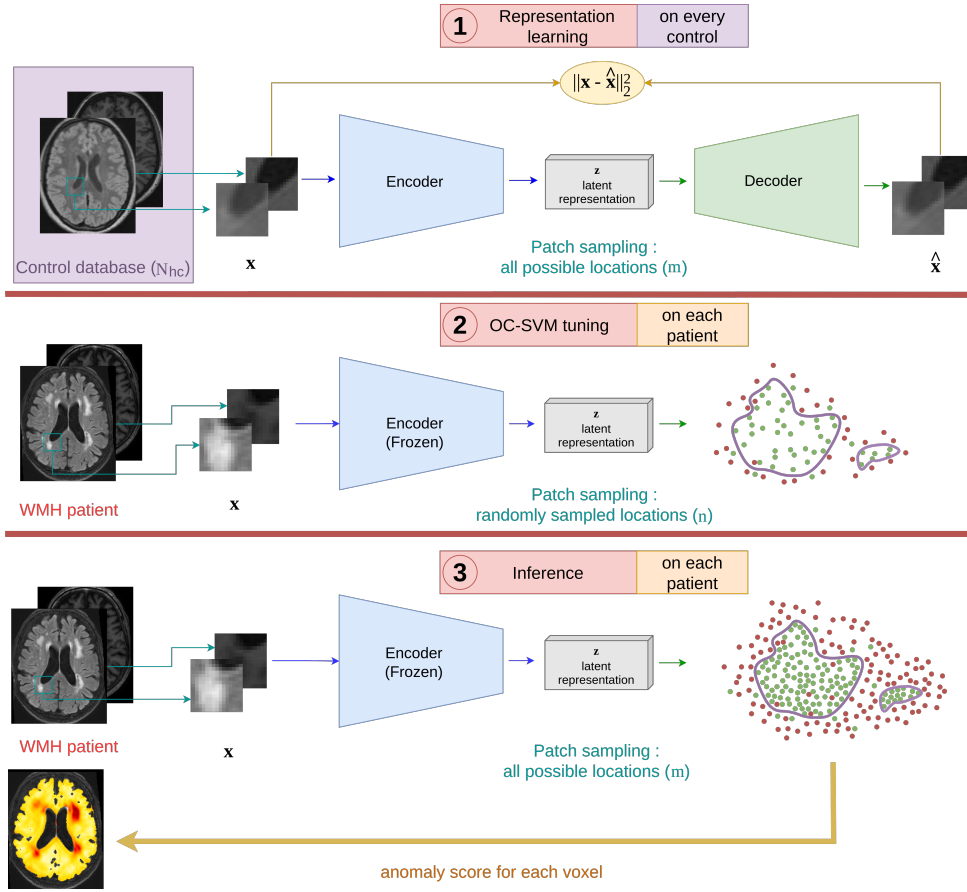 1 Representation learning on every control
||x - x̂||²₂
Encoder
z
latent
representation
Decoder
Control database (Nhc)
x
Patch sampling :
all possible locations (m)
x̂
2 OC-SVM tuning on each patient
Encoder
(Frozen)
z
latent
representation
WMH patient
x
Patch sampling :
randomly sampled locations (n)
3 Inference on each patient
Encoder
(Frozen)
z
latent
representation
WMH patient
x
Patch sampling :
all possible locations (m)
anomaly score for each voxel